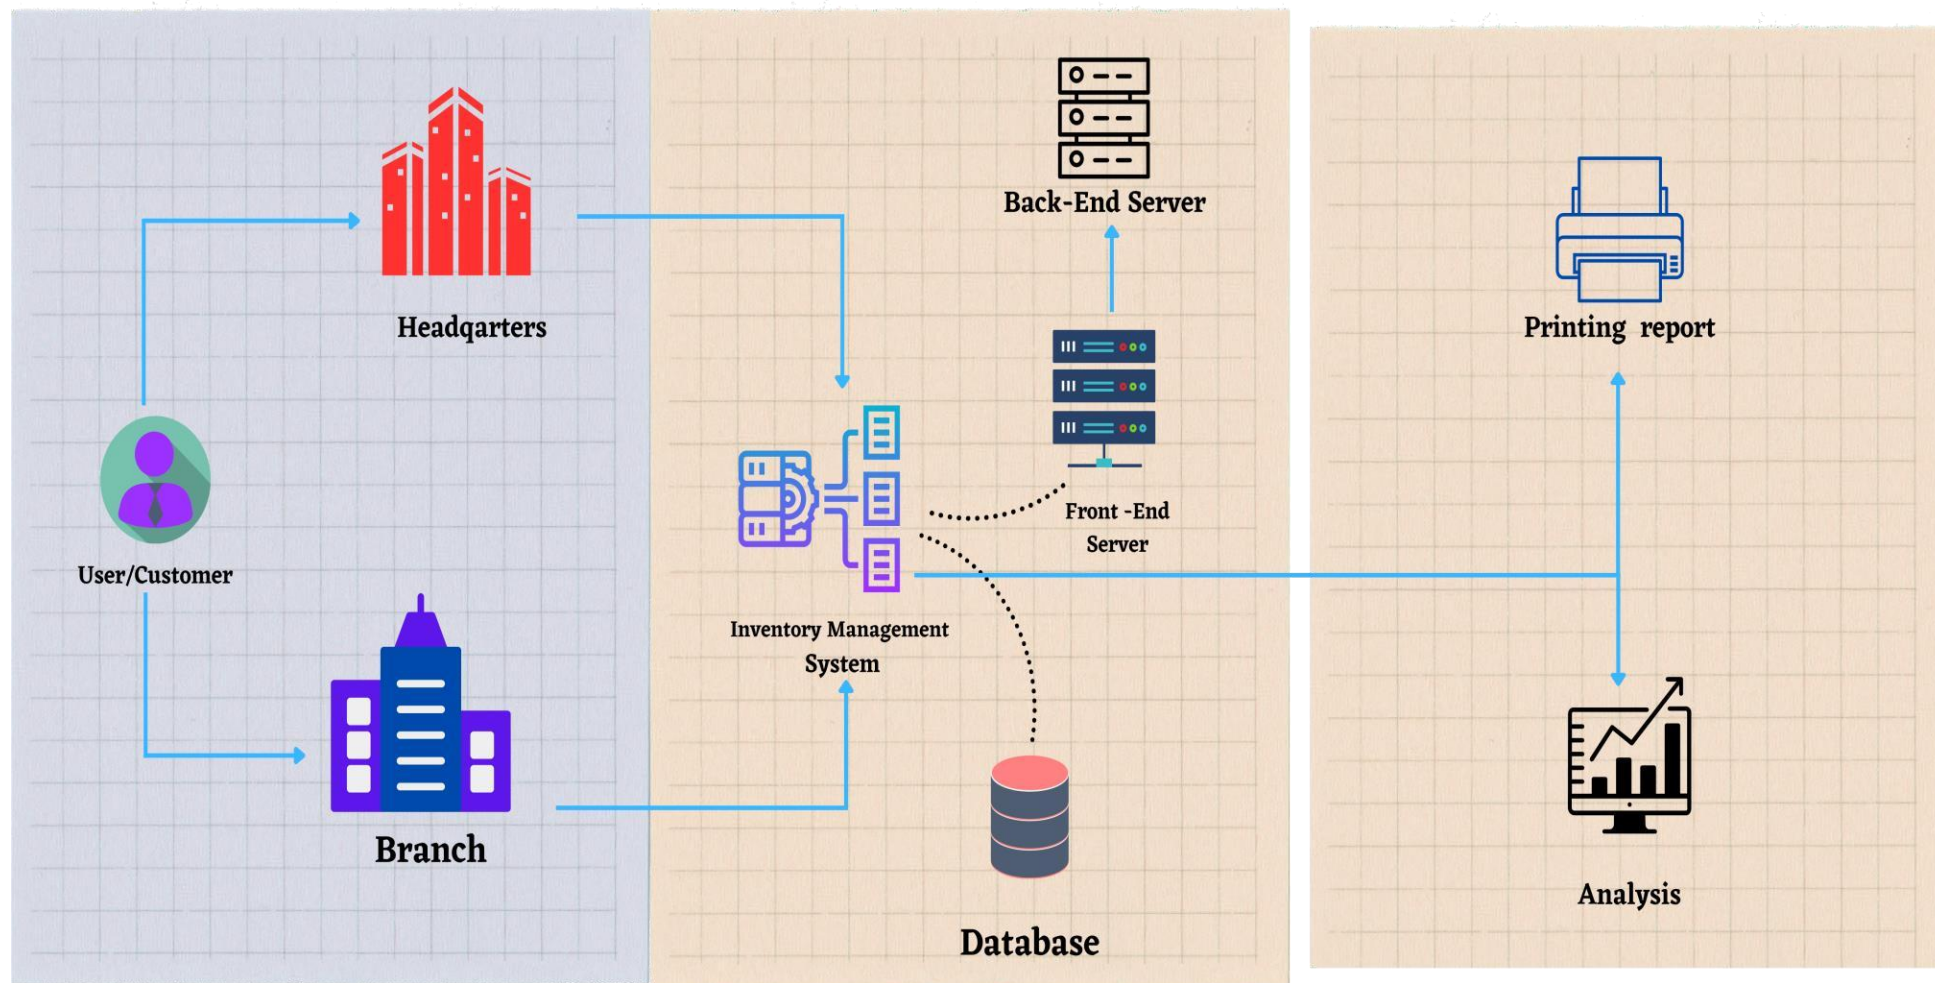 Headqarters
User/Customer
Branch
Back-End Server
Front -End
Server
Inventory Management
System
Database
Printing report
Analysis